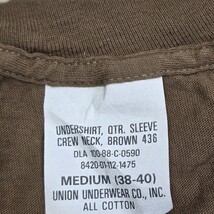 UNDERSHIRT, QTR. SLEEVE
CREW NECK, BROWN 436
DLA 100-88-C-0590
8420-01-112-1475
MEDIUM (38-40)
UNION UNDERWEAR CO., INC.
ALL COTTON